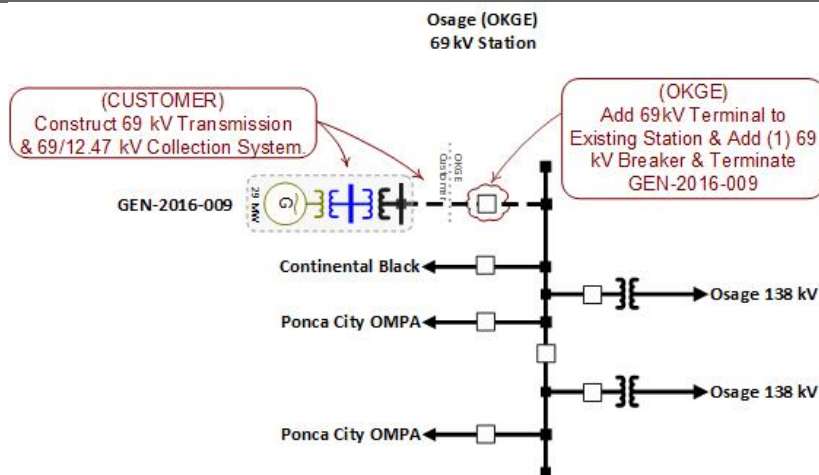 Osage (OKGE)
69 kV Station
(CUSTOMER)
Construct 69 kV Transmission
& 69/12.47 kV Collection System.
(OKGE)
Add 69kV Terminal to
Existing Station & Add (1) 69
kV Breaker & Terminate
GEN-2016-009
OKGE
Customer
GEN-2016-009
29 MW
G
Continental Black
Osage 138 kV
Ponca City OMPA
Osage 138 kV
Ponca City OMPA